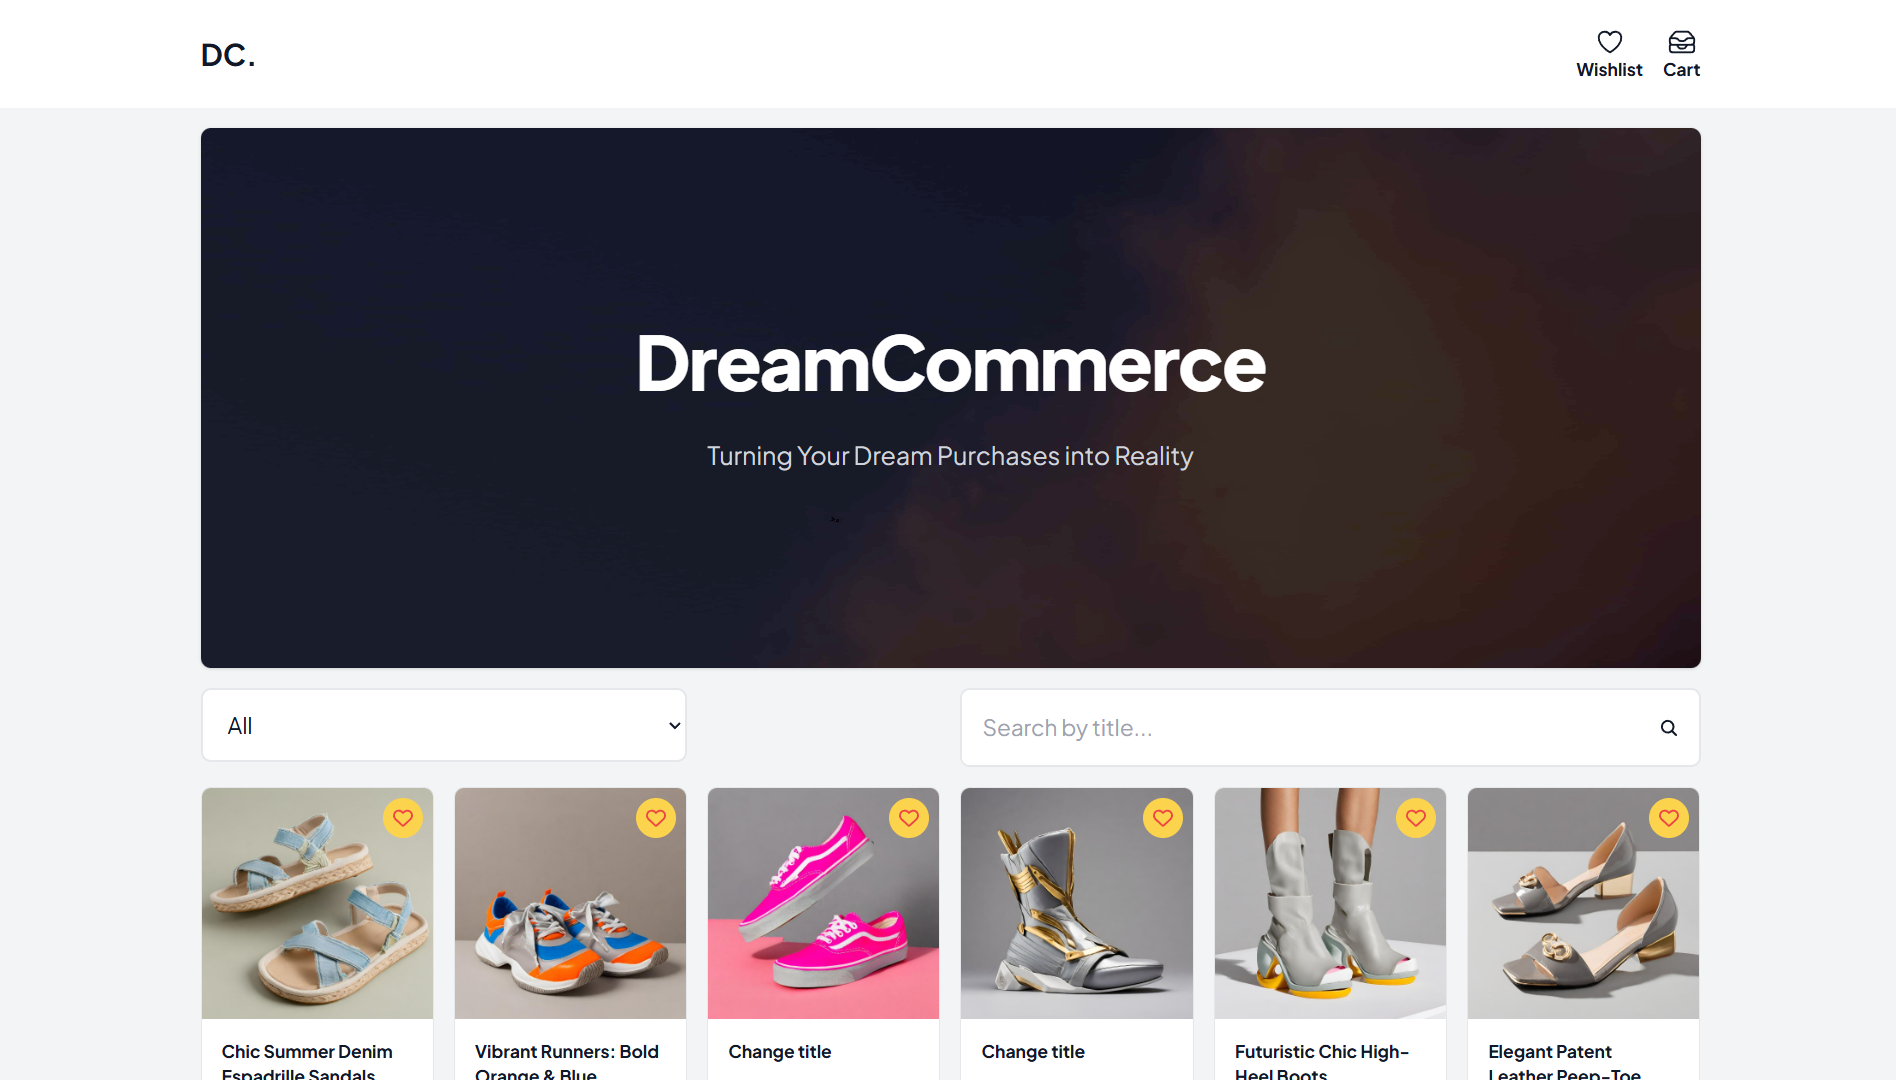 DC.
Wishlist
Cart
DreamCommerce
Turning Your Dream Purchases into Reality
All
Search by title...
Chic Summer Denim
Espadrille Sandals
Vibrant Runners: Bold
Orange & Blue
Change title
Change title
Futuristic Chic High-
Heel Boots
Elegant Patent
Leather Peep-Toe